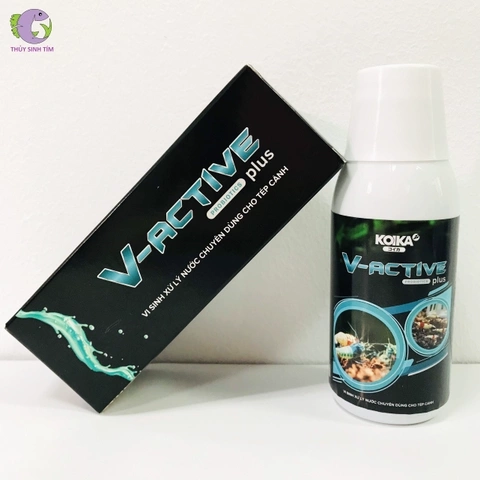 THỦY SINH TÍM
V-ACTIVE
PROBIOTICS plus
VI SINH XỬ LÝ NƯỚC CHUYÊN DÙNG CHO TÉP CẢNH
KOIKA
V-ACTIVE
PROBIOTICS plus
VI SINH XỬ LÝ NƯỚC CHUYÊN DÙNG CHO TÉP CẢNH